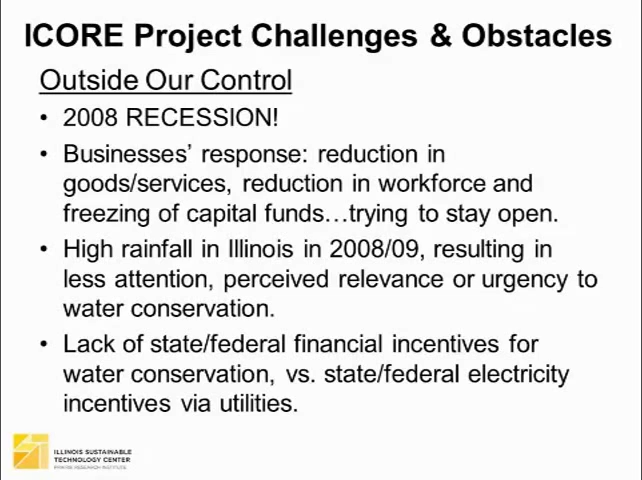 ICORE Project Challenges & Obstacles
Outside Our Control
• 2008 RECESSION!
• Businesses’ response: reduction in
goods/services, reduction in workforce and
freezing of capital funds…trying to stay open.
• High rainfall in Illinois in 2008/09, resulting in
less attention, perceived relevance or urgency to
water conservation.
• Lack of state/federal financial incentives for
water conservation, vs. state/federal electricity
incentives via utilities.
ILLINOIS SUSTAINABLE
TECHNOLOGY CENTER
PRAIRIE RESEARCH INSTITUTE